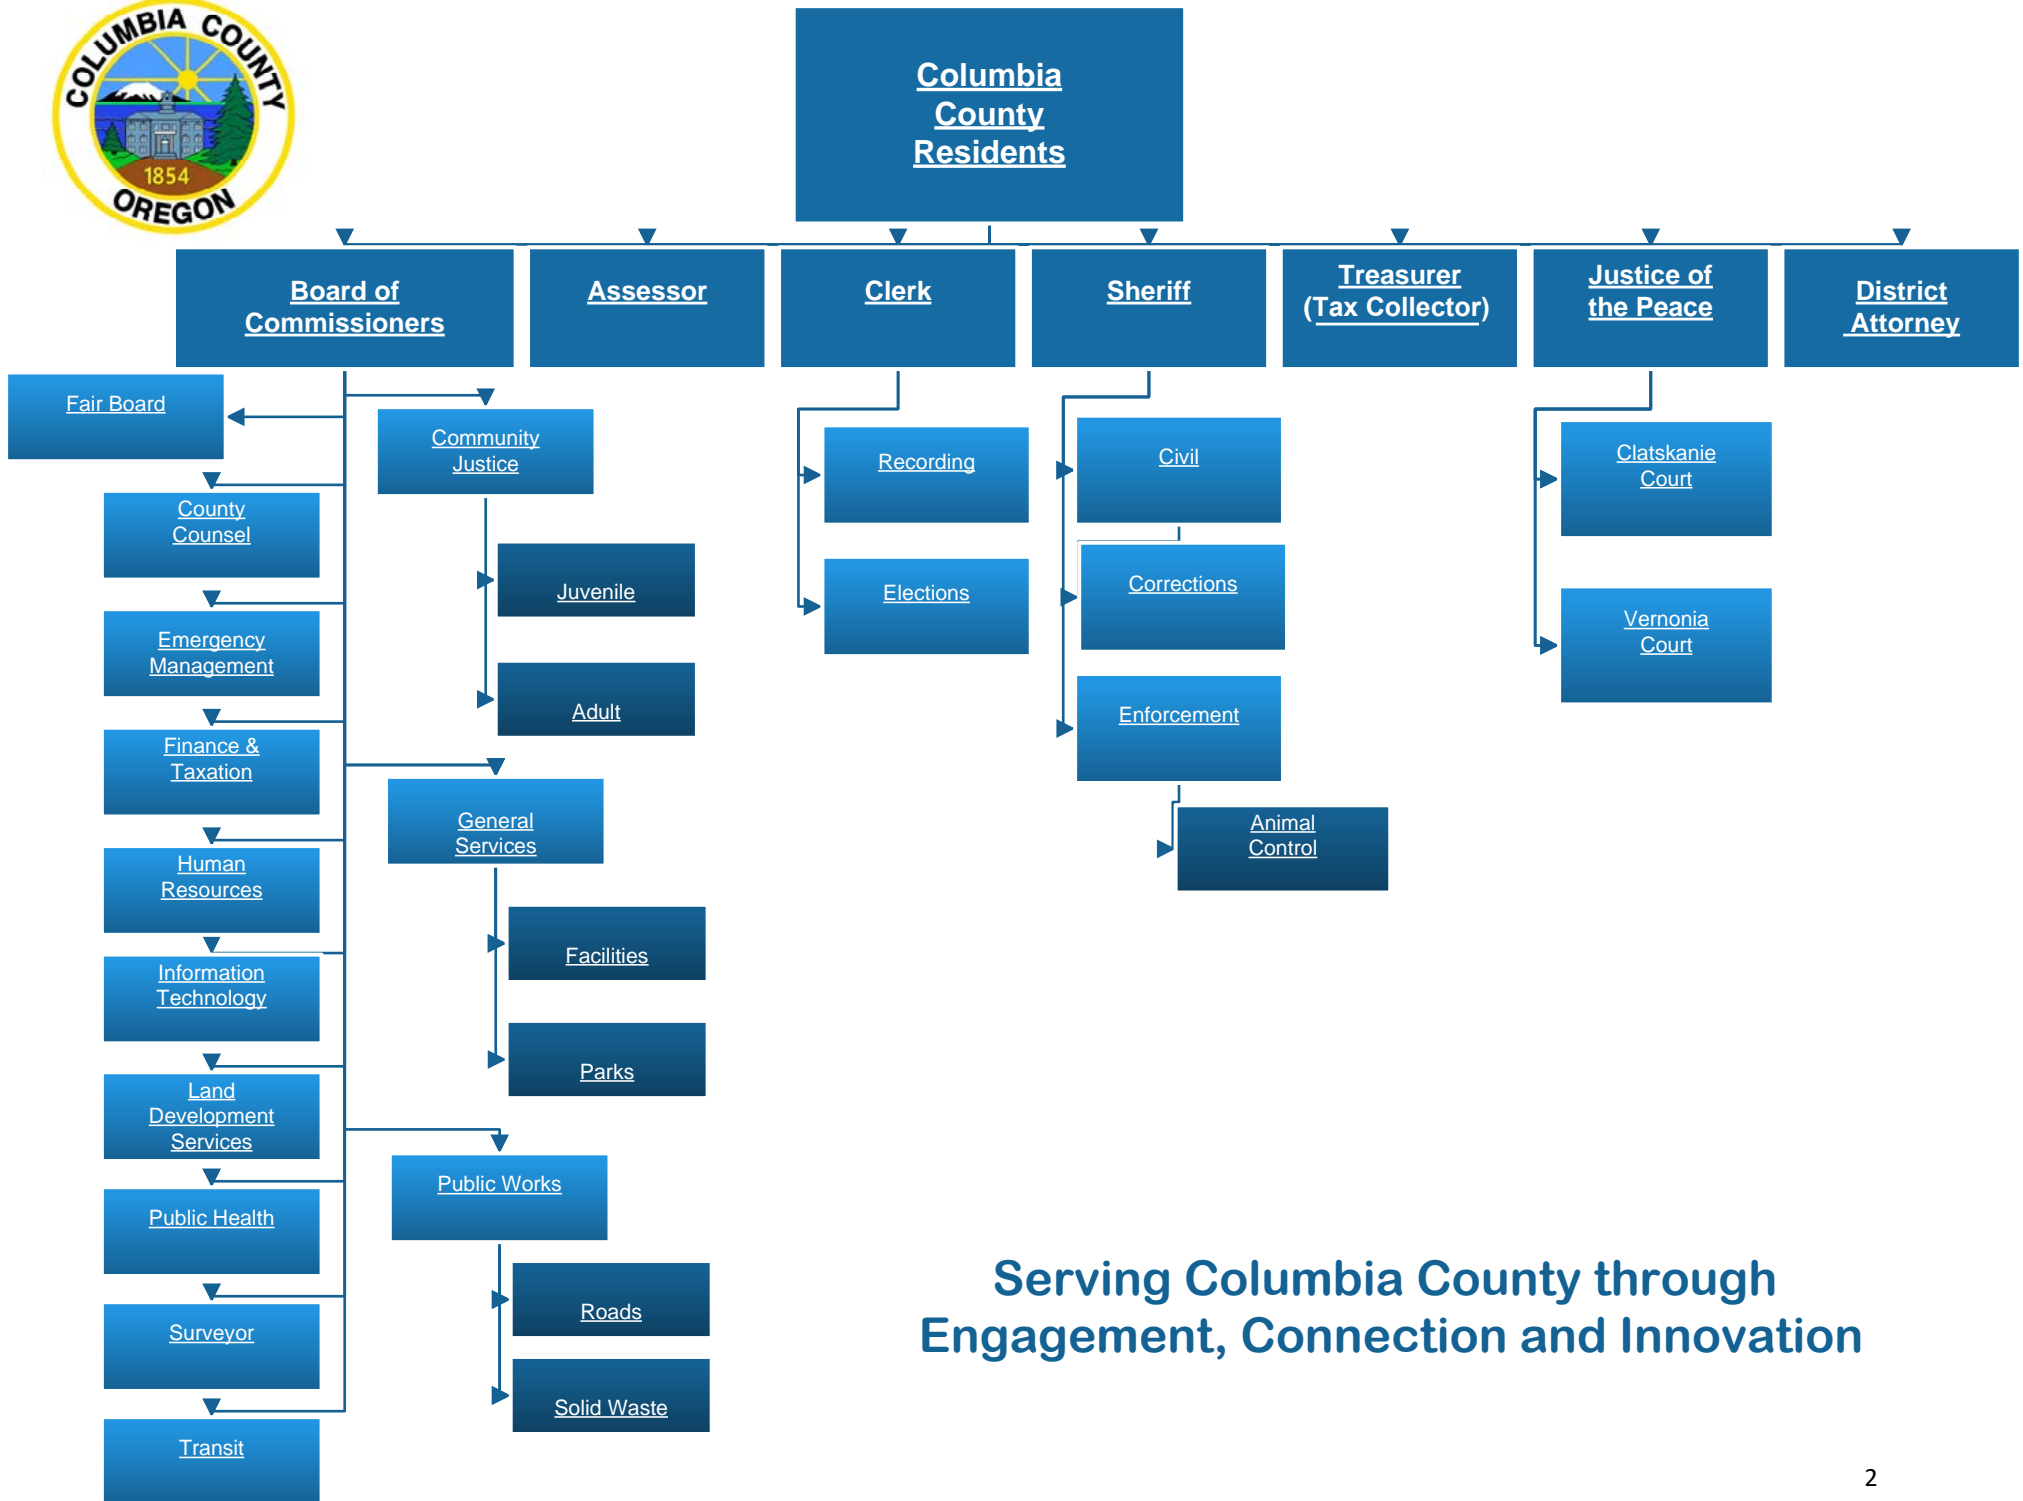 COLUMBIA COUNTY
1854
OREGON
Columbia
County
Residents
Board of
Commissioners
Assessor
Clerk
Sheriff
Treasurer
(Tax Collector)
Justice of
the Peace
District
Attorney
Fair Board
County
Counsel
Emergency
Management
Finance &
Taxation
Human
Resources
Information
Technology
Land
Development
Services
Public Health
Surveyor
Transit
Community
Justice
Juvenile
Adult
General
Services
Facilities
Parks
Public Works
Roads
Solid Waste
Recording
Elections
Civil
Corrections
Enforcement
Animal
Control
Clatskanie
Court
Vernonia
Court
Serving Columbia County through
Engagement, Connection and Innovation
2